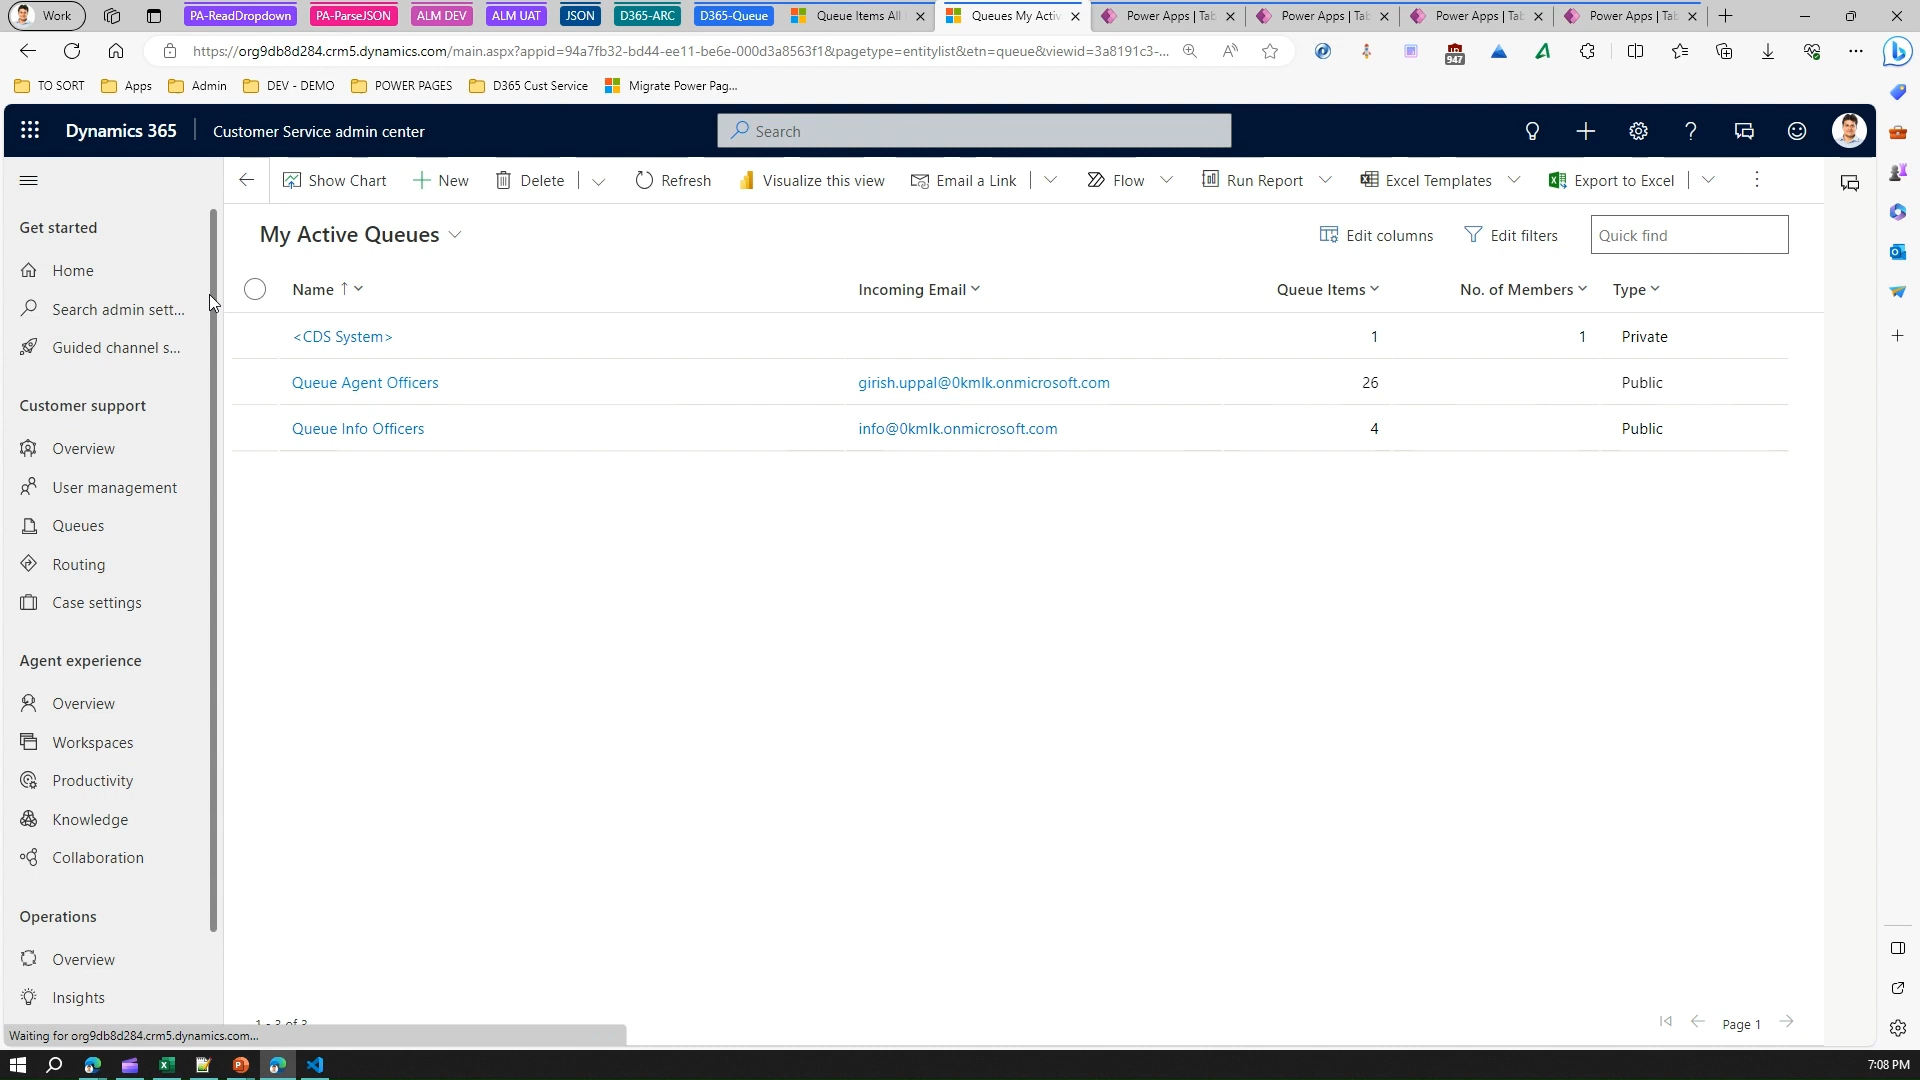 Work
PA-ReadDropdown
PA-ParseJSON
ALM DEV
ALM UAT
JSON
D365-ARC
D365-Queue
Queue Items All
Queues My Activ
Power Apps | Tab
Power Apps | Tab
Power Apps | Tab
Power Apps | Tab
https://org9db8d284.crm5.dynamics.com/main.aspx?appid=94a7fb32-bd44-ee11-be6e-000d3a8563f1&pagetype=entitylist&etn=queue&viewid=3a8191c3-...
947
TO SORT
Apps
Admin
DEV - DEMO
POWER PAGES
D365 Cust Service
Migrate Power Pag...
Dynamics 365
Customer Service admin center
Search
Show Chart
New
Delete
Refresh
Visualize this view
Email a Link
Flow
Run Report
Excel Templates
Export to Excel
Get started
Home
Search admin sett...
Guided channel s...
Customer support
Overview
User management
Queues
Routing
Case settings
Agent experience
Overview
Workspaces
Productivity
Knowledge
Collaboration
Operations
Overview
Insights
My Active Queues
Edit columns
Edit filters
Quick find
Name Incoming Email Queue Items No. of Members Type
<CDS System> 1 1 Private
Queue Agent Officers girish.uppal@0kmlk.onmicrosoft.com 26 Public
Queue Info Officers info@0kmlk.onmicrosoft.com 4 Public
1 - 3 of 3
Page 1
Waiting for org9db8d284.crm5.dynamics.com...
7:08 PM